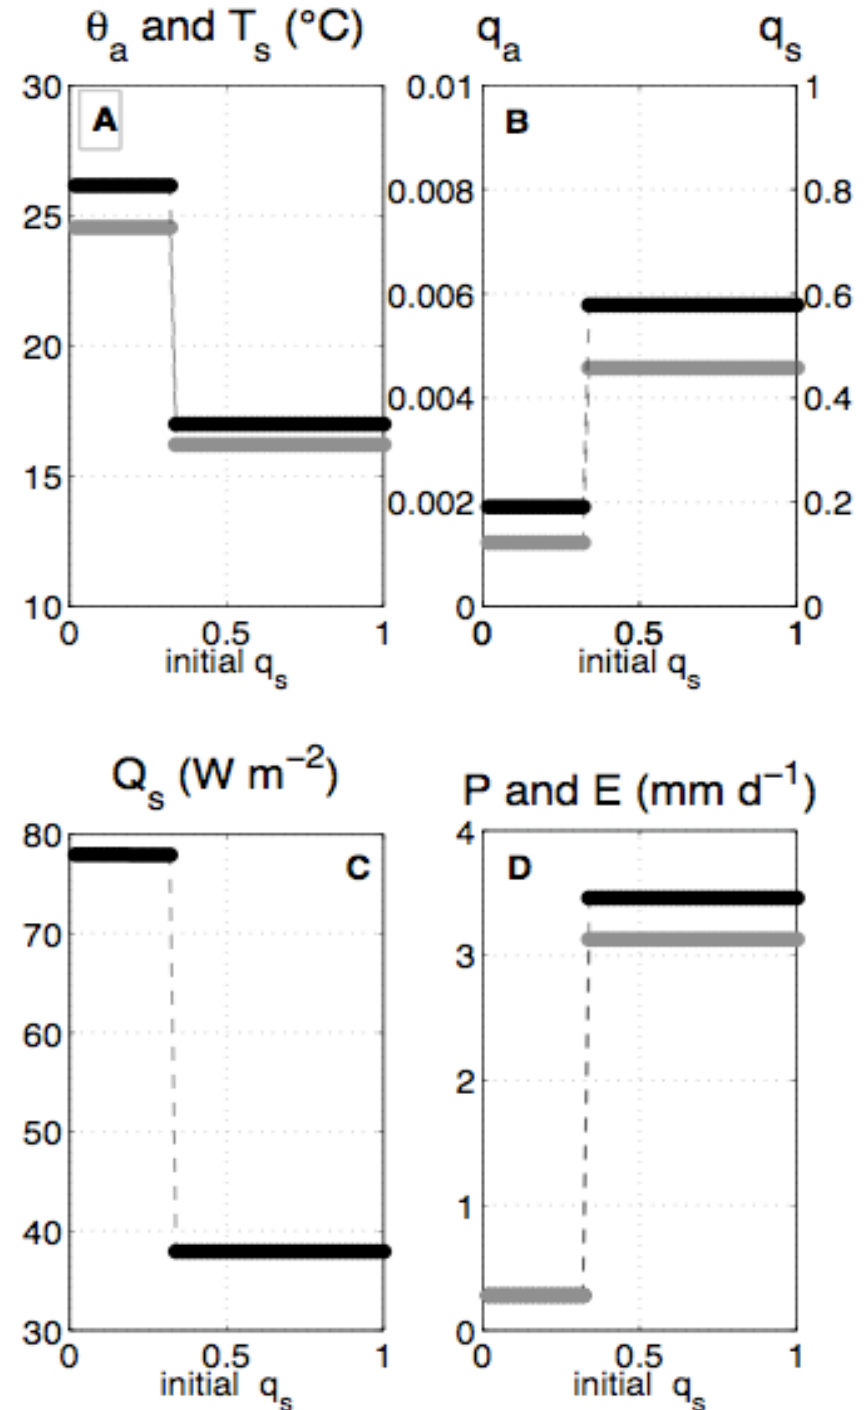 θₐ and Tₛ (°C)
qₐ qₛ
A
30
25
20
15
10
0 0.5 1
initial qₛ
B
0.01
0.008
0.006
0.004
0.002
0
1
0.8
0.6
0.4
0.2
0
0 0.5 1
initial qₛ
Qₛ (W m⁻²)
C
80
70
60
50
40
30
0 0.5 1
initial qₛ
P and E (mm d⁻¹)
D
4
3
2
1
0
0 0.5 1
initial qₛ